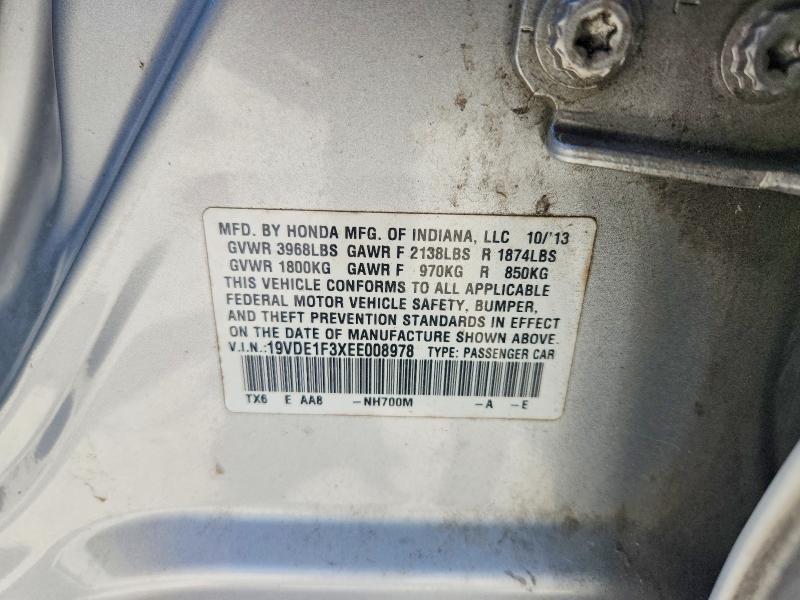 MFD. BY HONDA MFG. OF INDIANA, LLC 10/'13
GVWR 3968LBS GAWR F 2138LBS R 1874LBS
GVWR 1800KG GAWR F 970KG R 850KG
THIS VEHICLE CONFORMS TO ALL APPLICABLE
FEDERAL MOTOR VEHICLE SAFETY, BUMPER,
AND THEFT PREVENTION STANDARDS IN EFFECT
ON THE DATE OF MANUFACTURE SHOWN ABOVE.
V.I.N.:19VDE1F3XEE008978 TYPE: PASSENGER CAR
TX6 E AA8 -NH700M -A -E